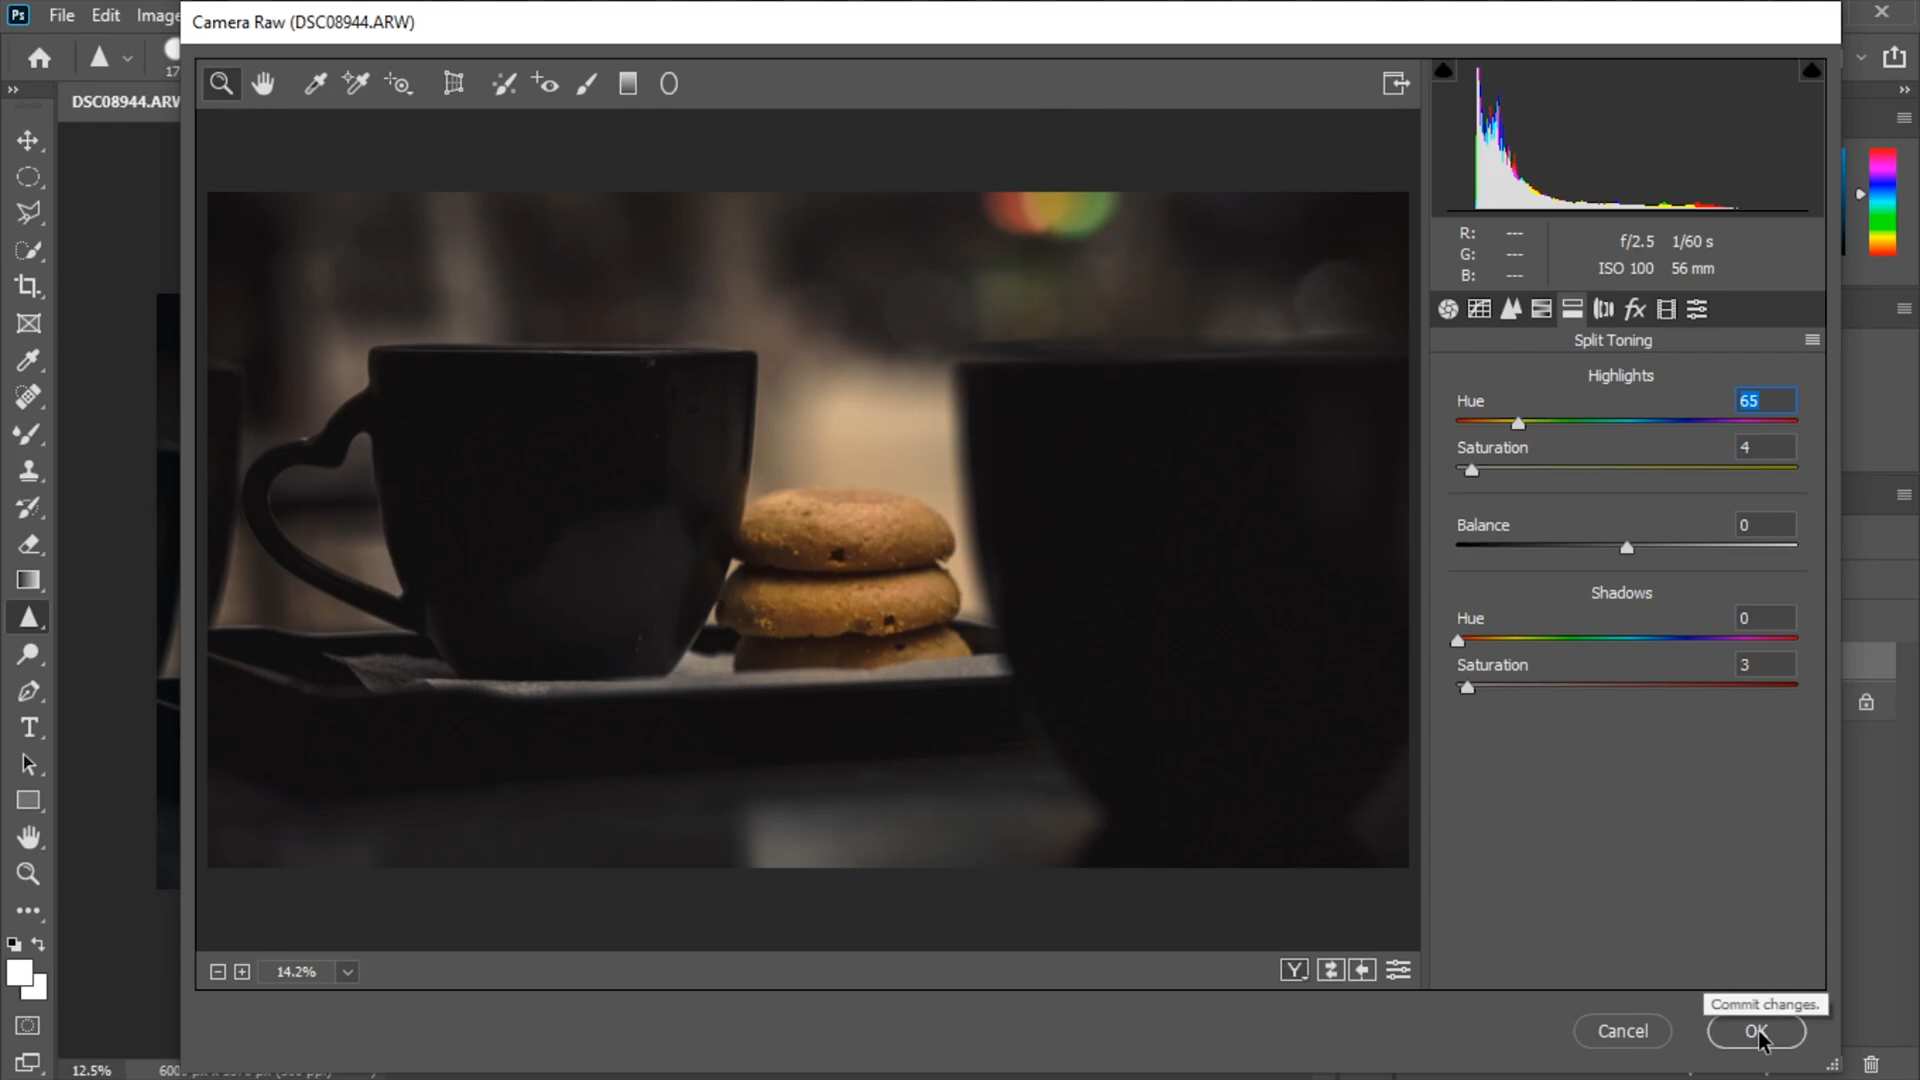 Ps File Edit Image
Camera Raw (DSC08944.ARW)
17
DSC08944.ARW
R: ---
G: ---
B: ---
f/2.5 1/60 s
ISO 100 56 mm
fx
Split Toning
Highlights
Hue 65
Saturation 4
Balance 0
Shadows
Hue 0
Saturation 3
T
14.2%
Y
Commit changes.
Cancel OK
12.5%